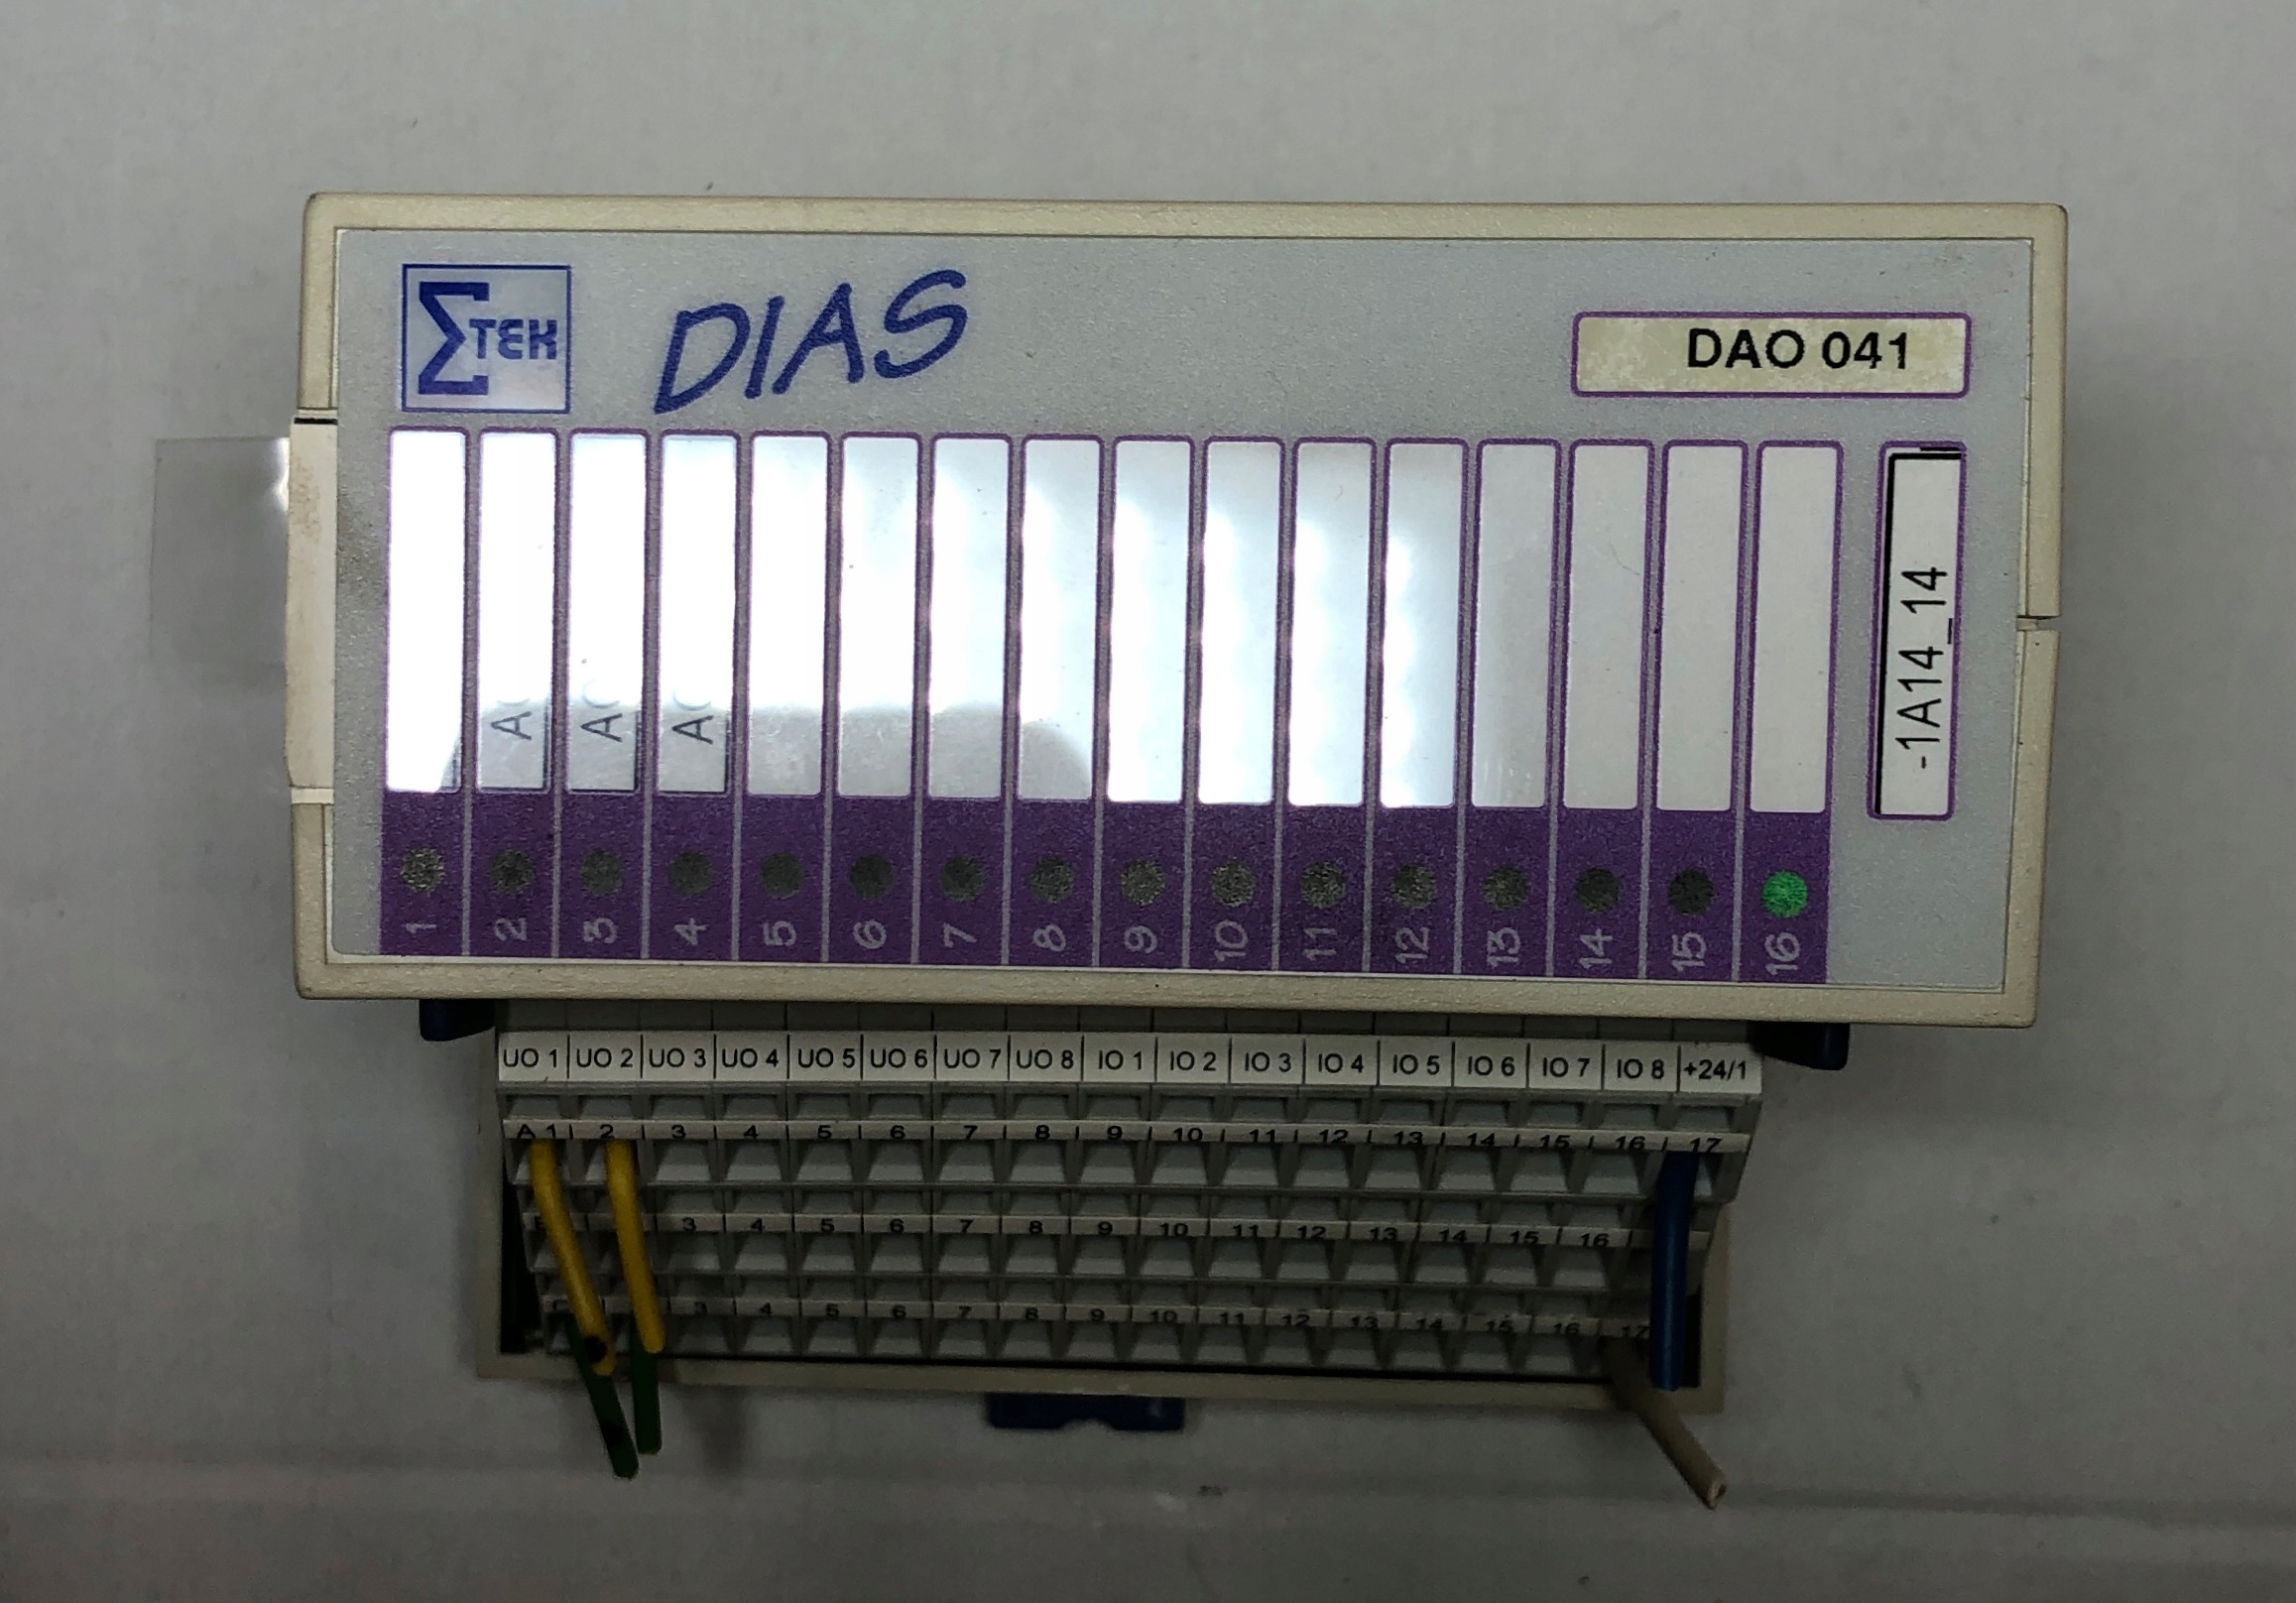 ΣTEK
DIAS
DAO 041
-1A14_14
1 2 3 4 5 6 7 8 9 10 11 12 13 14 15 16
UO 1 UO 2 UO 3 UO 4 UO 5 UO 6 UO 7 UO 8 IO 1 IO 2 IO 3 IO 4 IO 5 IO 6 IO 7 IO 8 +24/1
A 1 2 3 4 5 6 7 8 9 10 11 12 13 14 15 16 17
3 4 5 6 7 8 9 10 11 12 13 14 15 16
3 4 5 6 7 8 9 10 11 12 13 14 15 16 17